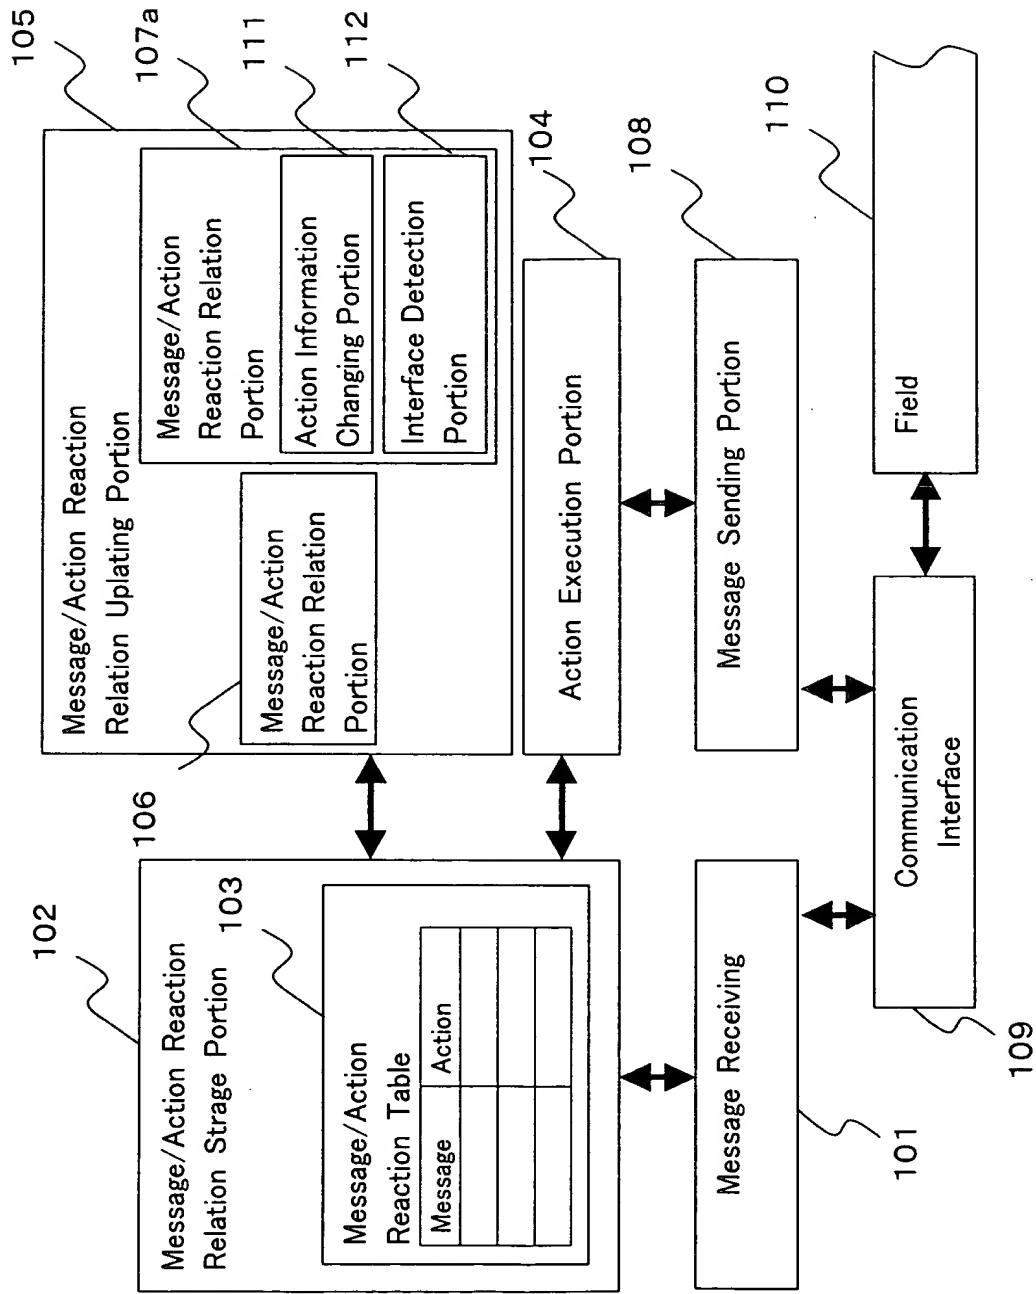 105
107a
111
112
Message/Action Reaction
Relation Uplating Portion
Message/Action
Reaction Relation
Portion
Action Information
Changing Portion
Interface Detection
Portion
Message/Action
Reaction Relation
Portion
106
102
Message/Action Reaction
Relation Strage Portion
103
Message/Action
Reaction Table
Message
Action
104
Action Execution Portion
108
Message Sending Portion
Message Receiving
101
110
Field
Communication
Interface
109